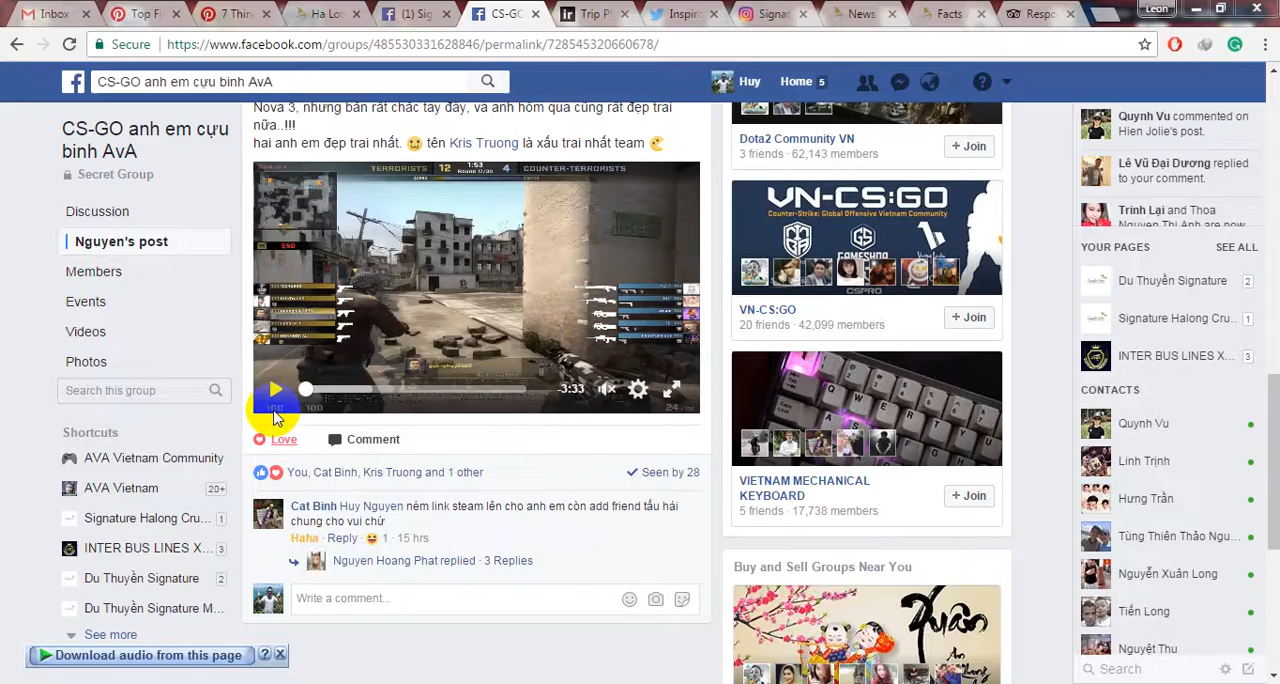 Inbox
Top Fi
7 Thin
Ha Lo
(1) Sig
CS-GO
Trip Pl
Inspira
Signat
News
Facts
Respo
Leon
Secure
https://www.facebook.com/groups/485530331628846/permalink/728545320660678/
CS-GO anh em cựu binh AvA
Huy
Home 5
CS-GO anh em cựu
binh AvA
Secret Group
Discussion
Nguyen's post
Members
Events
Videos
Photos
Search this group
Shortcuts
AVA Vietnam Community
AVA Vietnam 20+
Signature Halong Cru... 1
INTER BUS LINES X... 3
Du Thuyền Signature 2
Du Thuyền Signature M...
See more
Download audio from this page
Nova 3, nhưng bắn rất chắc tay đấy, và anh hôm qua cũng rất đẹp trai
nữa..!!!
hai anh em đẹp trai nhất. tên Kris Truong là xấu trai nhất team
TERRORISTS 12 1:53 4 COUNTER-TERRORISTS
-3:33
Love Comment
You, Cat Binh, Kris Truong and 1 other
Seen by 28
Cat Binh Huy Nguyen ném link steam lên cho anh em còn add friend tấu hài
chung cho vui chứ
Haha · Reply · 1 · 15 hrs
Nguyen Hoang Phat replied · 3 Replies
Write a comment...
Dota2 Community VN
3 friends · 62,143 members
+ Join
VN-CS:GO
Counter-Strike: Global Offensive Vietnam Community
VN-CS:GO
20 friends · 42,099 members
+ Join
VIETNAM MECHANICAL
KEYBOARD
5 friends · 17,738 members
+ Join
Buy and Sell Groups Near You
Xuân
Quynh Vu commented on
Hien Jolie's post.
Lê Vũ Đại Dương replied
to your comment.
Trinh Lại and Thoa
Nguyen Thi Anh are now
YOUR PAGES SEE ALL
Du Thuyền Signature 2
Signature Halong Cru... 1
INTER BUS LINES X... 3
CONTACTS
Quynh Vu
Linh Trịnh
Hưng Trần
Tùng Thiên Thảo Ngu...
Nguyễn Xuân Long
Tiến Long
Nguyệt Thu
Search